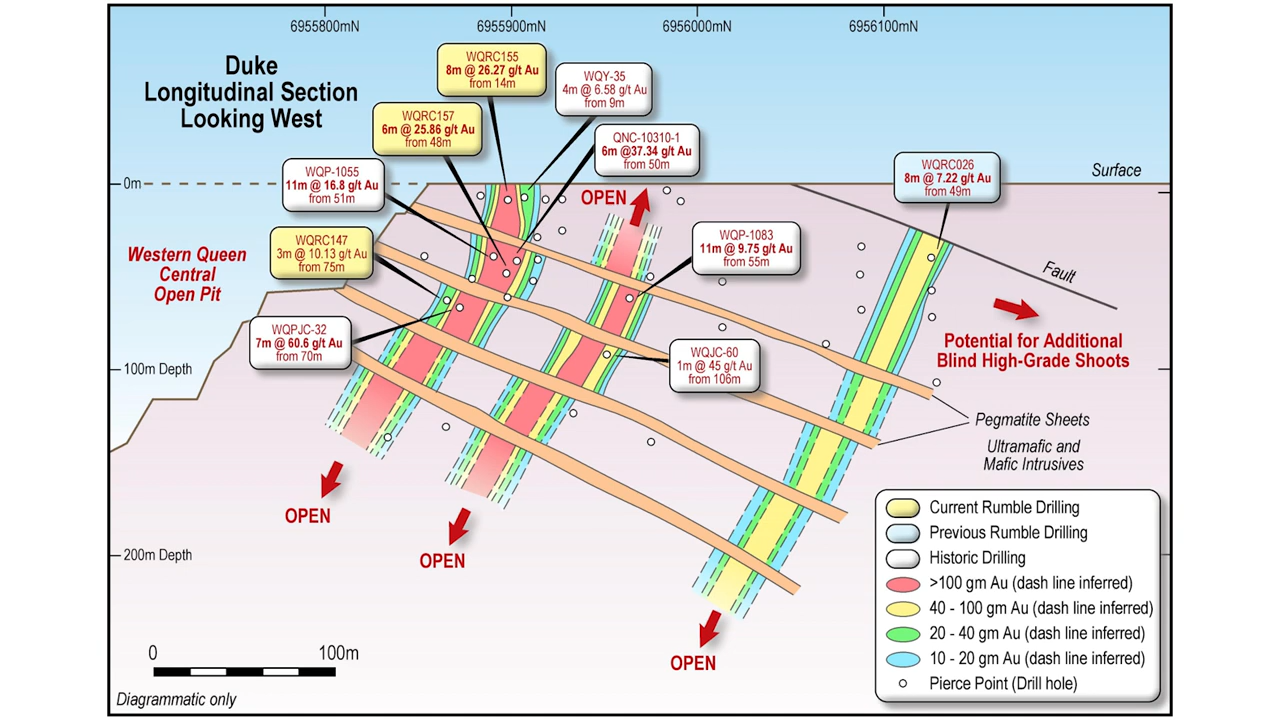 6955800mN
6955900mN
6956000mN
6956100mN
Duke
Longitudinal Section
Looking West
WQRC155
8m @ 26.27 g/t Au
from 14m
WQY-35
4m @ 6.58 g/t Au
from 9m
WQRC157
6m @ 25.86 g/t Au
from 48m
QNC-10310-1
6m @37.34 g/t Au
from 50m
WQP-1055
11m @ 16.8 g/t Au
from 51m
WQRC026
8m @ 7.22 g/t Au
from 49m
Surface
0m
OPEN
WQRC147
3m @ 10.13 g/t Au
from 75m
WQP-1083
11m @ 9.75 g/t Au
from 55m
Western Queen
Central
Open Pit
Fault
WQPJC-32
7m @ 60.6 g/t Au
from 70m
WQJC-60
1m @ 45 g/t Au
from 106m
Potential for Additional
Blind High-Grade Shoots
100m Depth
Pegmatite Sheets
Ultramafic and
Mafic Intrusives
OPEN
OPEN
200m Depth
OPEN
Current Rumble Drilling
Previous Rumble Drilling
Historic Drilling
>100 gm Au (dash line inferred)
40 - 100 gm Au (dash line inferred)
20 - 40 gm Au (dash line inferred)
10 - 20 gm Au (dash line inferred)
Pierce Point (Drill hole)
0
100m
Diagrammatic only